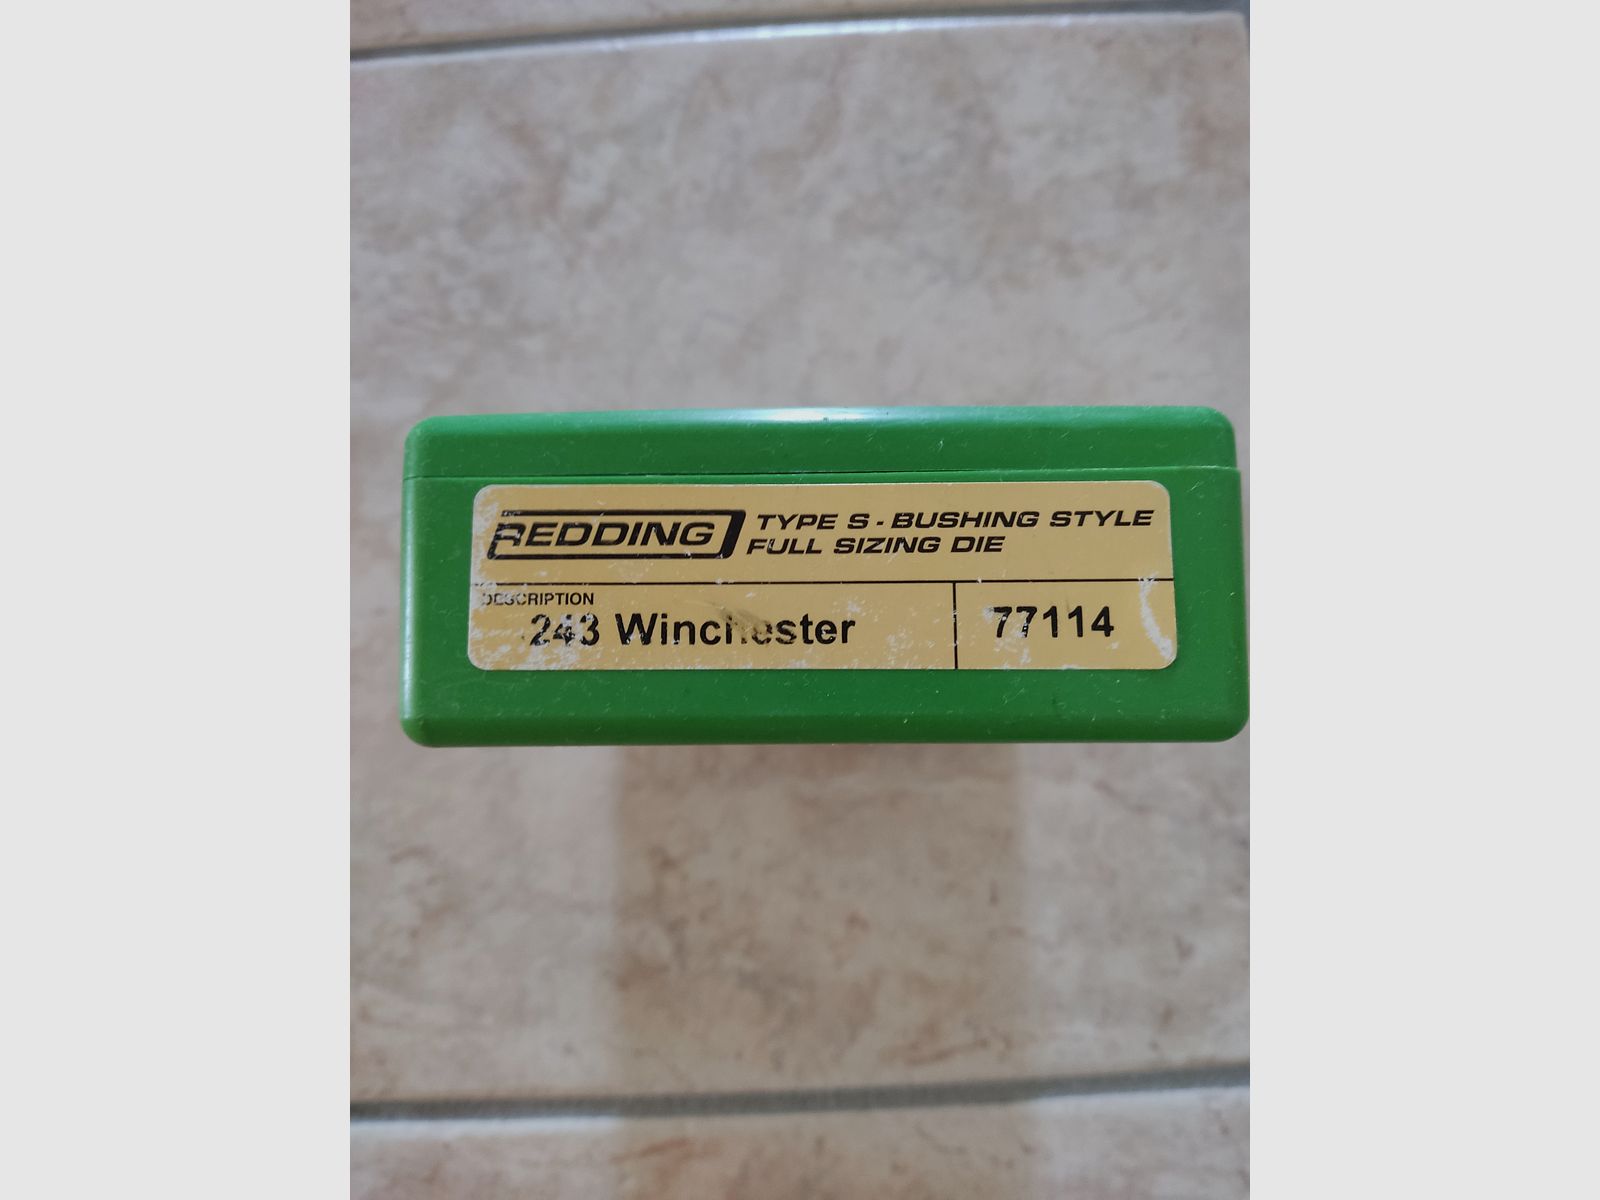 REDDING TYPE S - BUSHING STYLE
FULL SIZING DIE
DESCRIPTION
.243 Winchester 77114